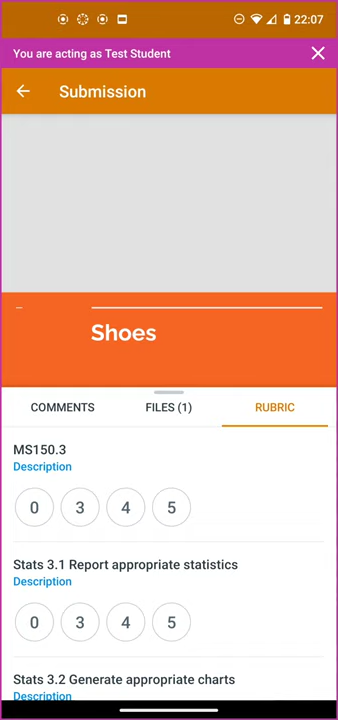 22:07
You are acting as Test Student
Submission
Shoes
COMMENTS
FILES (1)
RUBRIC
MS150.3
Description
0 3 4 5
Stats 3.1 Report appropriate statistics
Description
0 3 4 5
Stats 3.2 Generate appropriate charts
Description